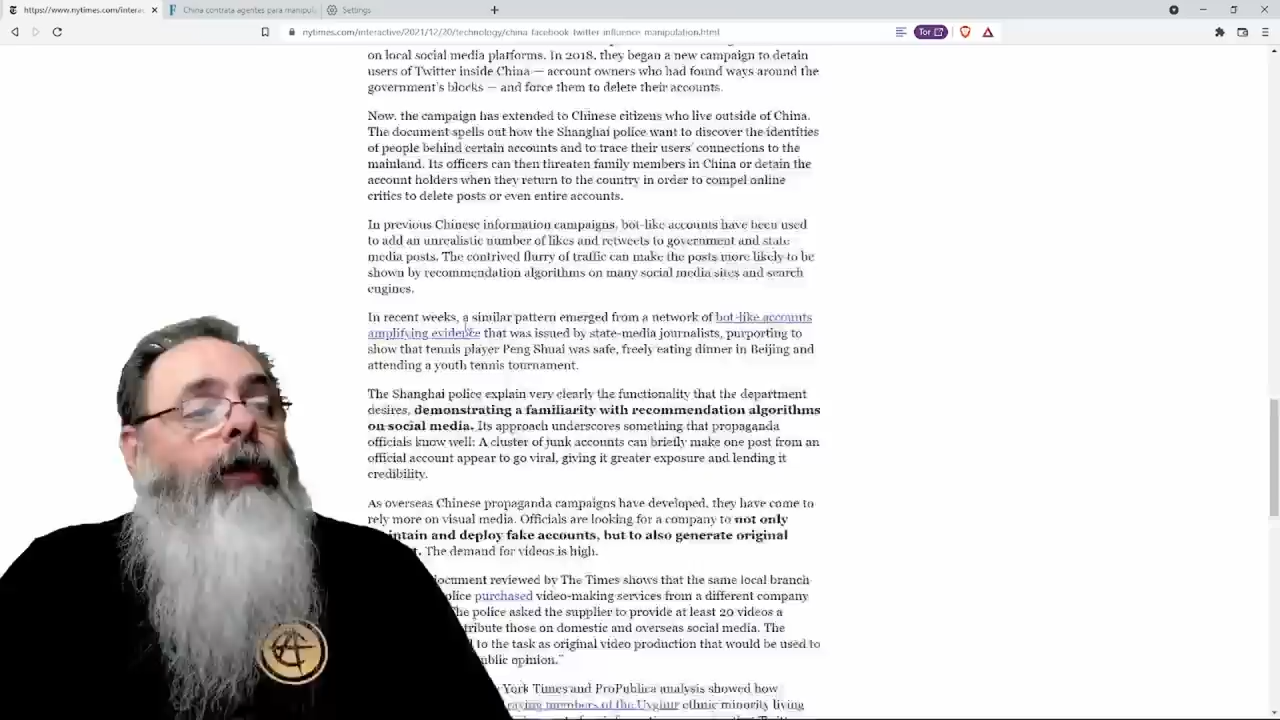 https://www.nytimes.com/intera
China contrata agentes para manipul
Settings
nytimes.com/interactive/2021/12/20/technology/china-facebook-twitter-influence-manipulation.html
Tor
on local social media platforms. In 2018, they began a new campaign to detain
users of Twitter inside China — account owners who had found ways around the
government's blocks — and force them to delete their accounts.
Now, the campaign has extended to Chinese citizens who live outside of China.
The document spells out how the Shanghai police want to discover the identities
of people behind certain accounts and to trace their users' connections to the
mainland. Its officers can then threaten family members in China or detain the
account holders when they return to the country in order to compel online
critics to delete posts or even entire accounts.
In previous Chinese information campaigns, bot-like accounts have been used
to add an unrealistic number of likes and retweets to government and state
media posts. The contrived flurry of traffic can make the posts more likely to be
shown by recommendation algorithms on many social media sites and search
engines.
In recent weeks, a similar pattern emerged from a network of bot-like accounts
amplifying evidence that was issued by state-media journalists, purporting to
show that tennis player Peng Shuai was safe, freely eating dinner in Beijing and
attending a youth tennis tournament.
The Shanghai police explain very clearly the functionality that the department
desires, demonstrating a familiarity with recommendation algorithms
on social media. Its approach underscores something that propaganda
officials know well: A cluster of junk accounts can briefly make one post from an
official account appear to go viral, giving it greater exposure and lending it
credibility.
As overseas Chinese propaganda campaigns have developed, they have come to
rely more on visual media. Officials are looking for a company to not only
ntain and deploy fake accounts, but to also generate original
t. The demand for videos is high.
ocument reviewed by The Times shows that the same local branch
olice purchased video-making services from a different company
he police asked the supplier to provide at least 20 videos a
tribute those on domestic and overseas social media. The
to the task as original video production that would be used to
ublic opinion."
York Times and ProPublica analysis showed how
raying members of the Uyghur ethnic minority living